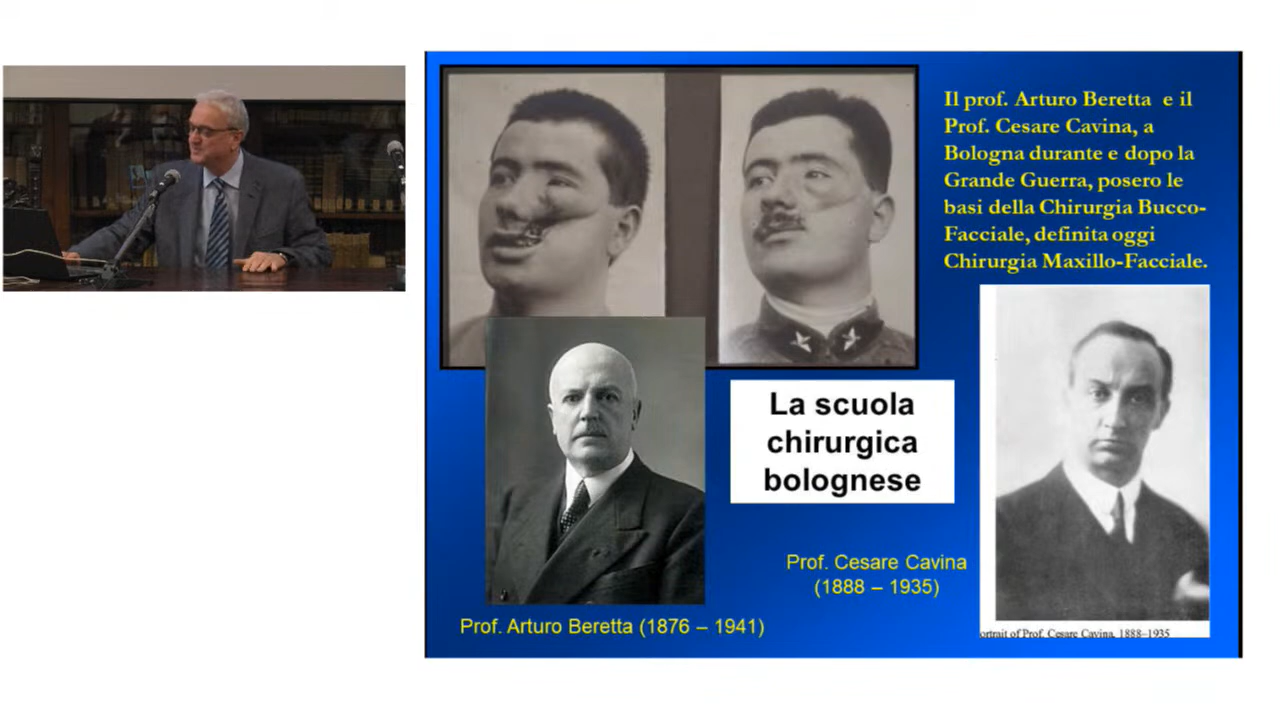 Il prof. Arturo Beretta e il
Prof. Cesare Cavina, a
Bologna durante e dopo la
Grande Guerra, posero le
basi della Chirurgia Bucco-
Facciale, definita oggi
Chirurgia Maxillo-Facciale.
La scuola
chirurgica
bolognese
Prof. Cesare Cavina
(1888 – 1935)
Prof. Arturo Beretta (1876 – 1941)
ortrait of Prof. Cesare Cavina, 1888–1935